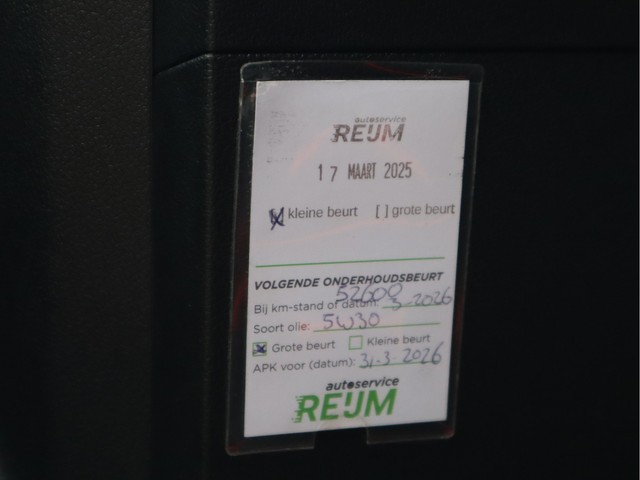 autoservice
REIJM
17 MAART 2025
[X] kleine beurt [ ] grote beurt
VOLGENDE ONDERHOUDSBEURT
Bij km-stand of datum: 52600 3-2026
Soort olie: 5W30
Grote beurt Kleine beurt
APK voor (datum): 31-3-2026
autoservice
REIJM